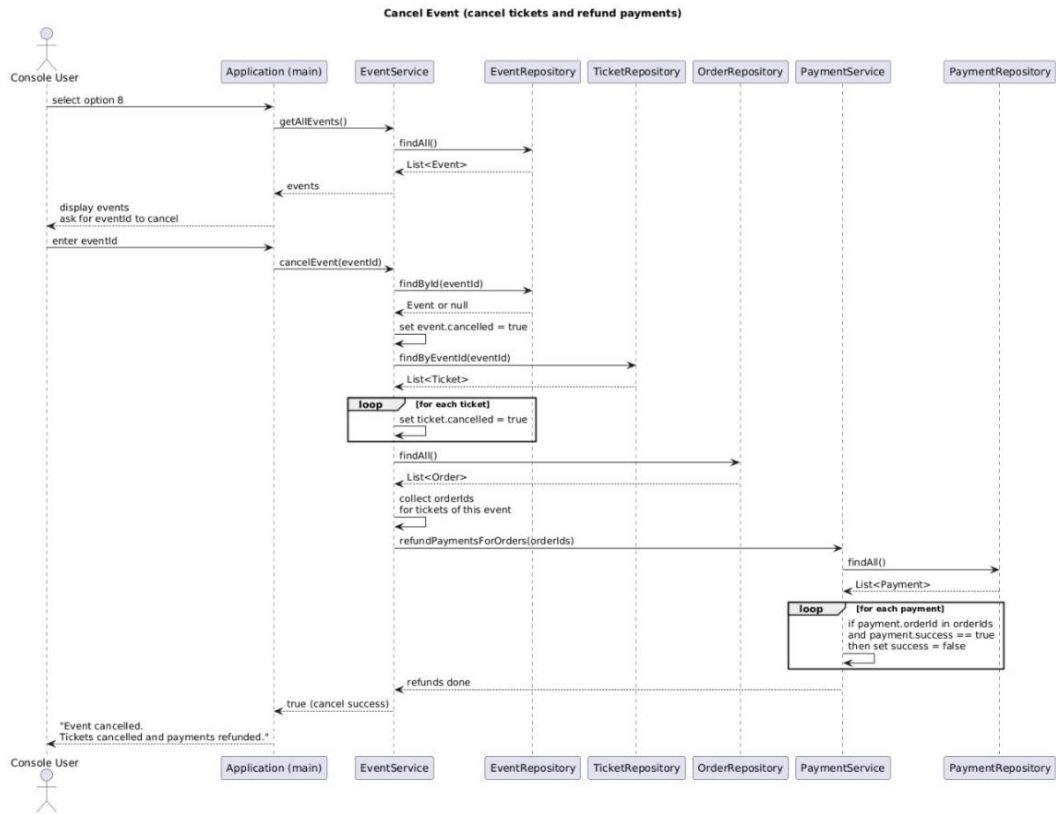 Cancel Event (cancel tickets and refund payments)
Console User
Application (main)
EventService
EventRepository
TicketRepository
OrderRepository
PaymentService
PaymentRepository
select option 8
getAllEvents()
findAll()
List<Event>
events
display events
ask for eventId to cancel
enter eventId
cancelEvent(eventId)
findById(eventId)
Event or null
set event.cancelled = true
findByEventId(eventId)
List<Ticket>
loop [for each ticket]
set ticket.cancelled = true
findAll()
List<Order>
collect orderIds
for tickets of this event
refundPaymentsForOrders(orderIds)
findAll()
List<Payment>
loop [for each payment]
if payment.orderId in orderIds
and payment.success == true
then set success = false
refunds done
true (cancel success)
"Event cancelled.
Tickets cancelled and payments refunded."
Console User
Application (main)
EventService
EventRepository
TicketRepository
OrderRepository
PaymentService
PaymentRepository